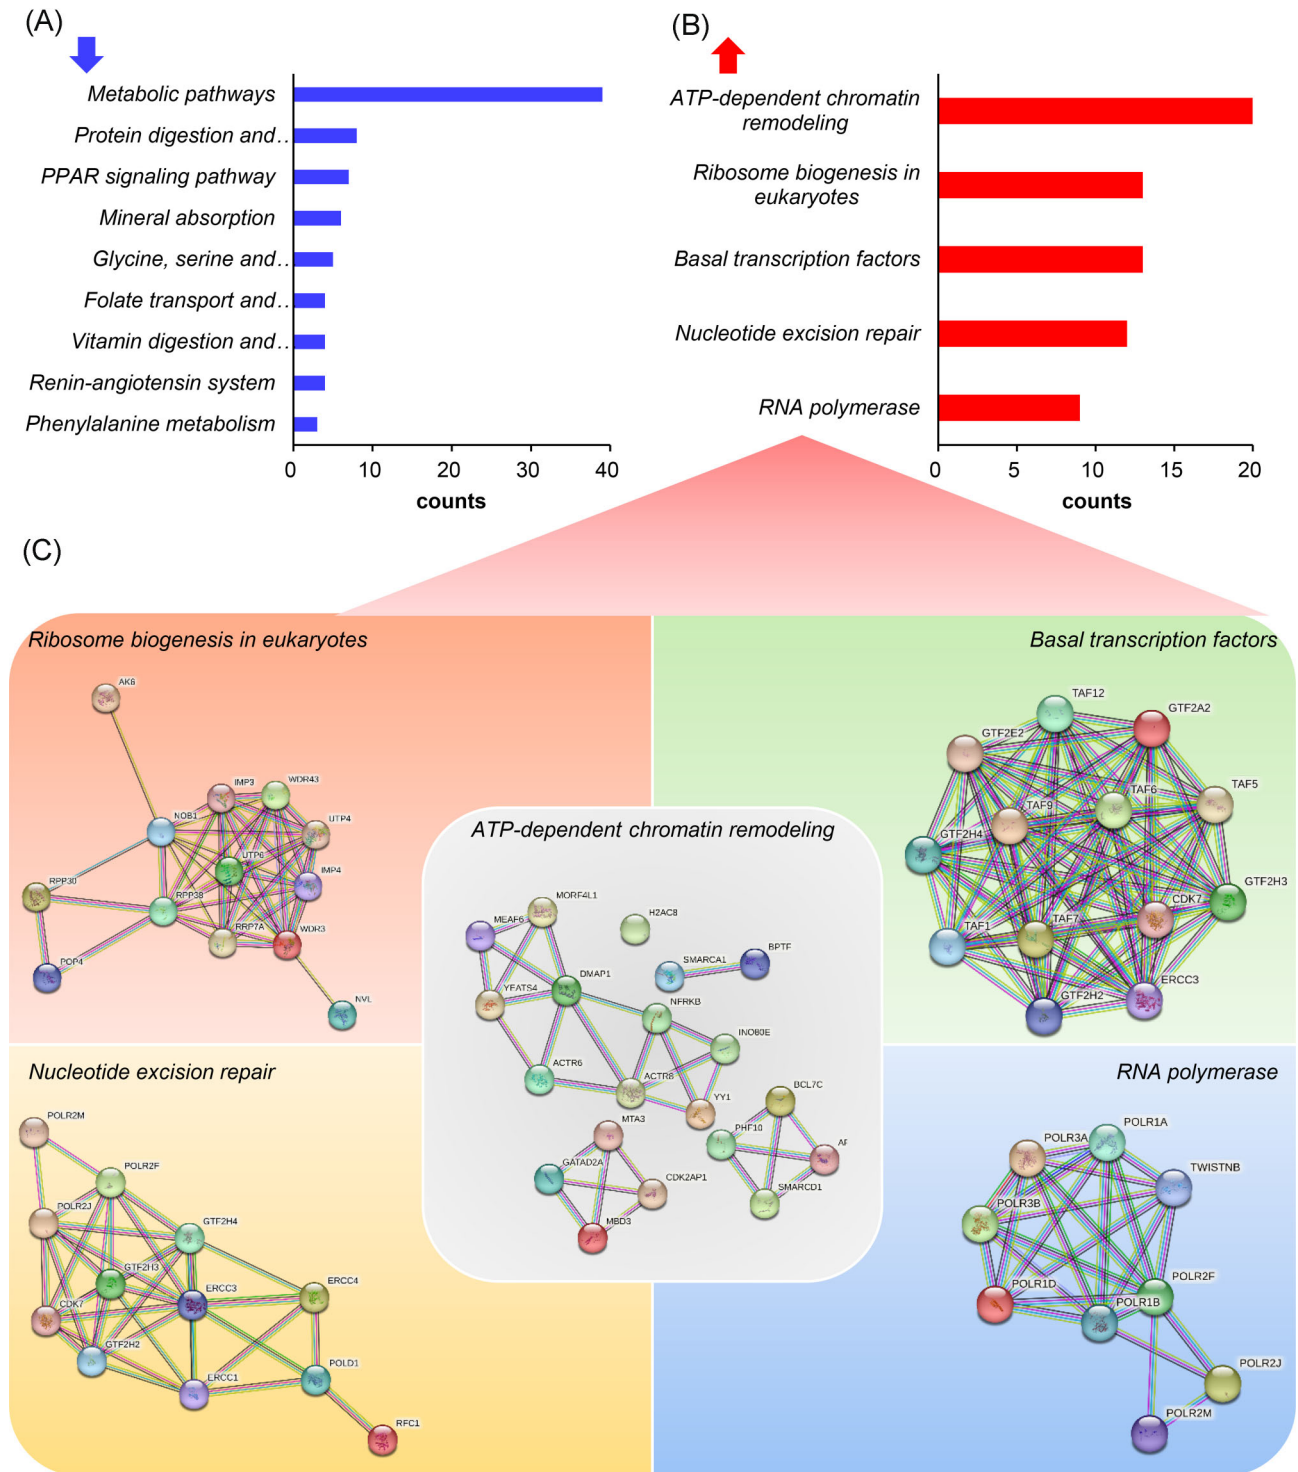 (A)
Metabolic pathways
Protein digestion and..
PPAR signaling pathway
Mineral absorption
Glycine, serine and..
Folate transport and..
Vitamin digestion and..
Renin-angiotensin system
Phenylalanine metabolism
0 10 20 30 40
counts
(B)
ATP-dependent chromatin
remodeling
Ribosome biogenesis in
eukaryotes
Basal transcription factors
Nucleotide excision repair
RNA polymerase
0 5 10 15 20
counts
(C)
Ribosome biogenesis in eukaryotes
AK6
IMP3
WDR43
NOB1
UTP4
UTP6
IMP4
RPP30
RPP38
RRP7A
WDR3
POP4
NVL
Basal transcription factors
TAF12
GTF2A2
GTF2E2
TAF6
TAF5
TAF9
GTF2H4
GTF2H3
CDK7
TAF1
TAF7
ERCC3
GTF2H2
ATP-dependent chromatin remodeling
MORF4L1
H2AC8
MEAF6
BPTF
SMARCA1
DMAP1
YEATS4
NFRKB
INO80E
ACTR6
ACTR8
YY1
BCL7C
MTA3
PHF10
AF
GATAD2A
CDK2AP1
SMARCD1
MBD3
Nucleotide excision repair
POLR2M
POLR2F
POLR2J
GTF2H4
GTF2H3
ERCC3
ERCC4
CDK7
GTF2H2
ERCC1
POLD1
RFC1
RNA polymerase
POLR1A
POLR3A
TWISTNB
POLR3B
POLR2F
POLR1D
POLR1B
POLR2J
POLR2M